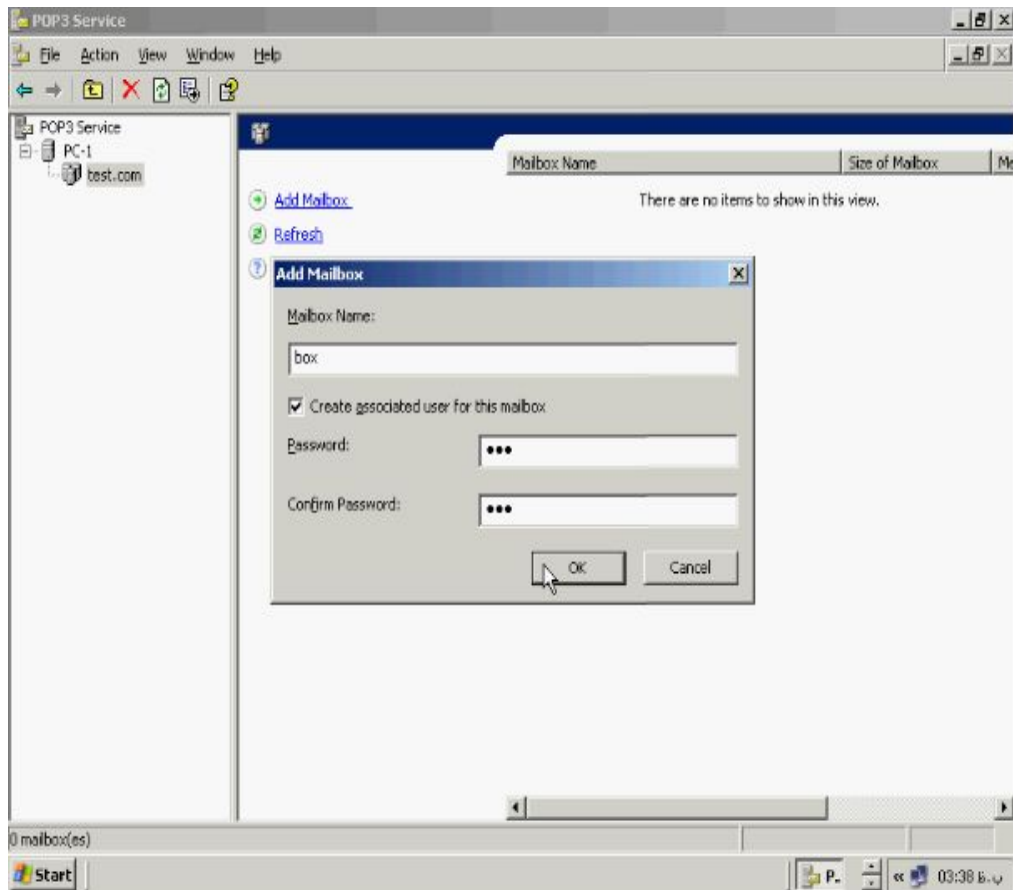 POP3 Service
File Action View Window Help
POP3 Service
PC-1
test.com
Mailbox Name Size of Mailbox
There are no items to show in this view.
Add Mailbox
Refresh
Add Mailbox
Mailbox Name:
box
Create associated user for this mailbox
Password:
•••
Confirm Password:
•••
OK Cancel
0 mailbox(es)
Start P.. « 03:38